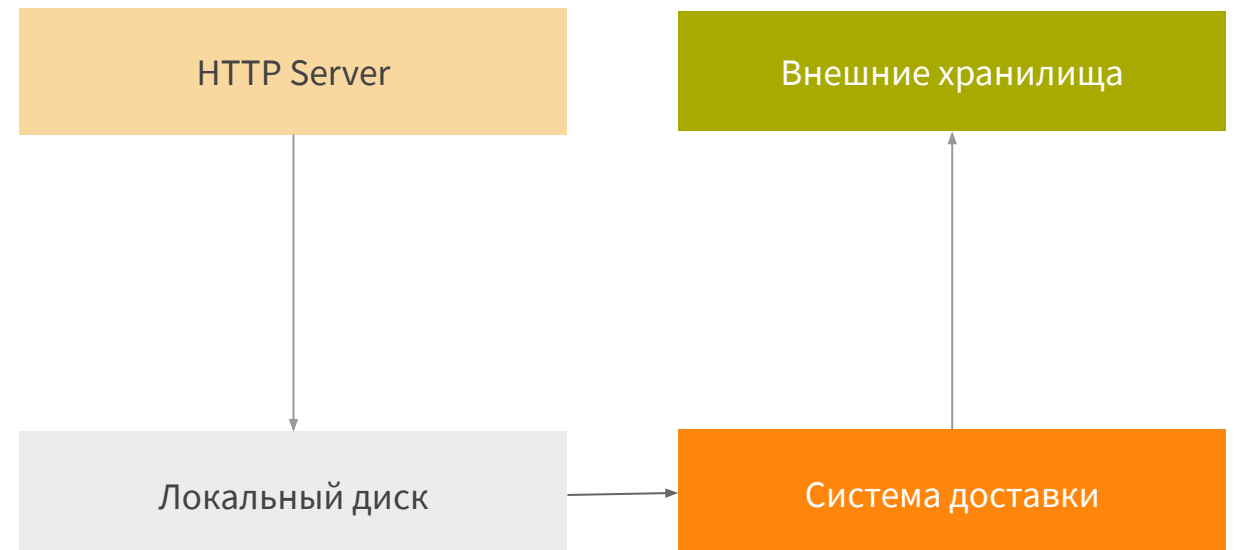 HTTP Server
Внешние хранилища
Локальный диск
Система доставки